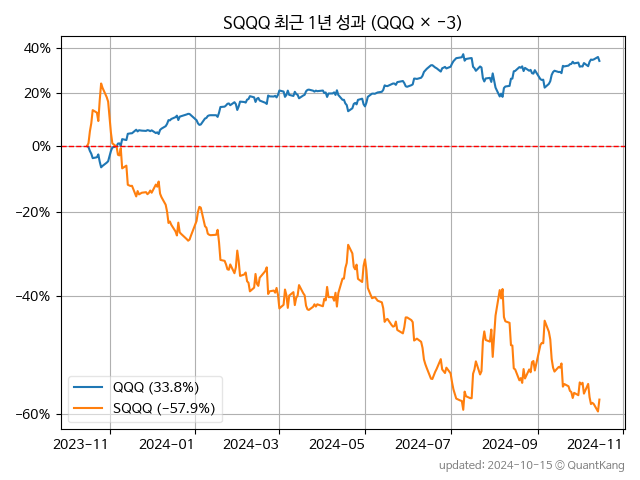 SQQQ 최근 1년 성과 (QQQ × −3)
40%
20%
0%
−20%
−40%
−60%
QQQ (33.8%)
SQQQ (−57.9%)
2023−11 2024−01 2024−03 2024−05 2024−07 2024−09 2024−11
updated: 2024-10-15 © QuantKang